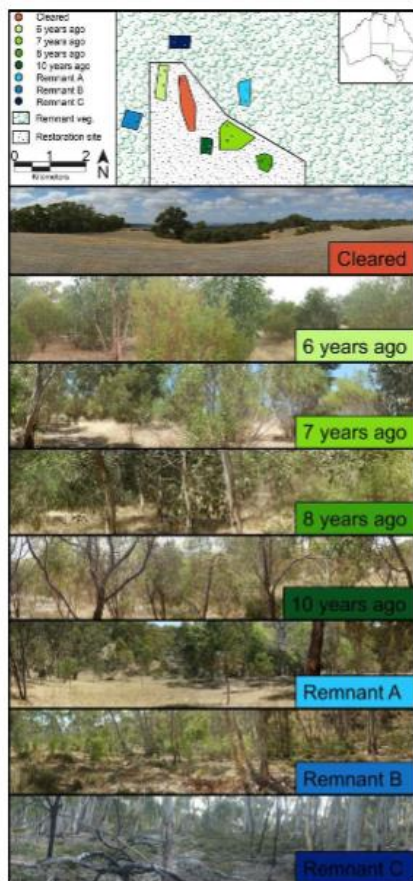 Cleared
6 years ago
7 years ago
8 years ago
10 years ago
Remnant A
Remnant B
Remnant C
Remnant veg.
Restoration site
0 1 2
Kilometers
N
Cleared
6 years ago
7 years ago
8 years ago
10 years ago
Remnant A
Remnant B
Remnant C